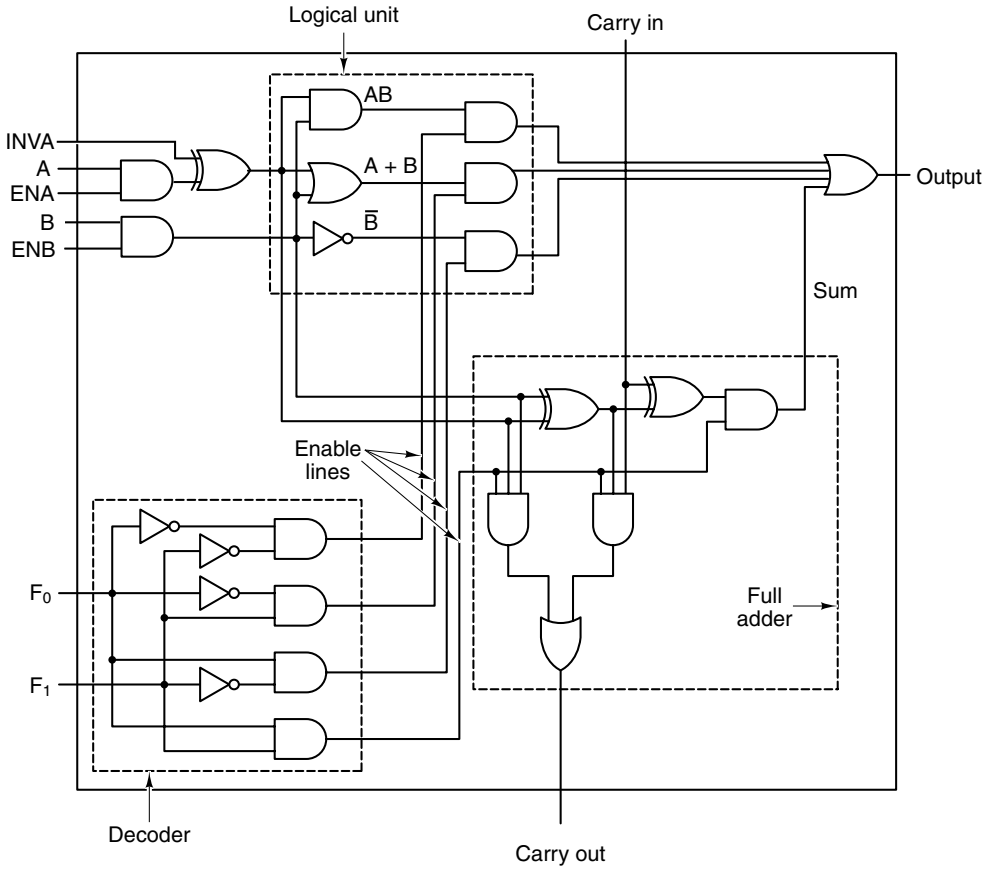 Logical unit
Carry in
INVA
A
ENA
B
ENB
AB
A + B
B̅
Output
Sum
Enable
lines
F₀
F₁
Full
adder
Decoder
Carry out